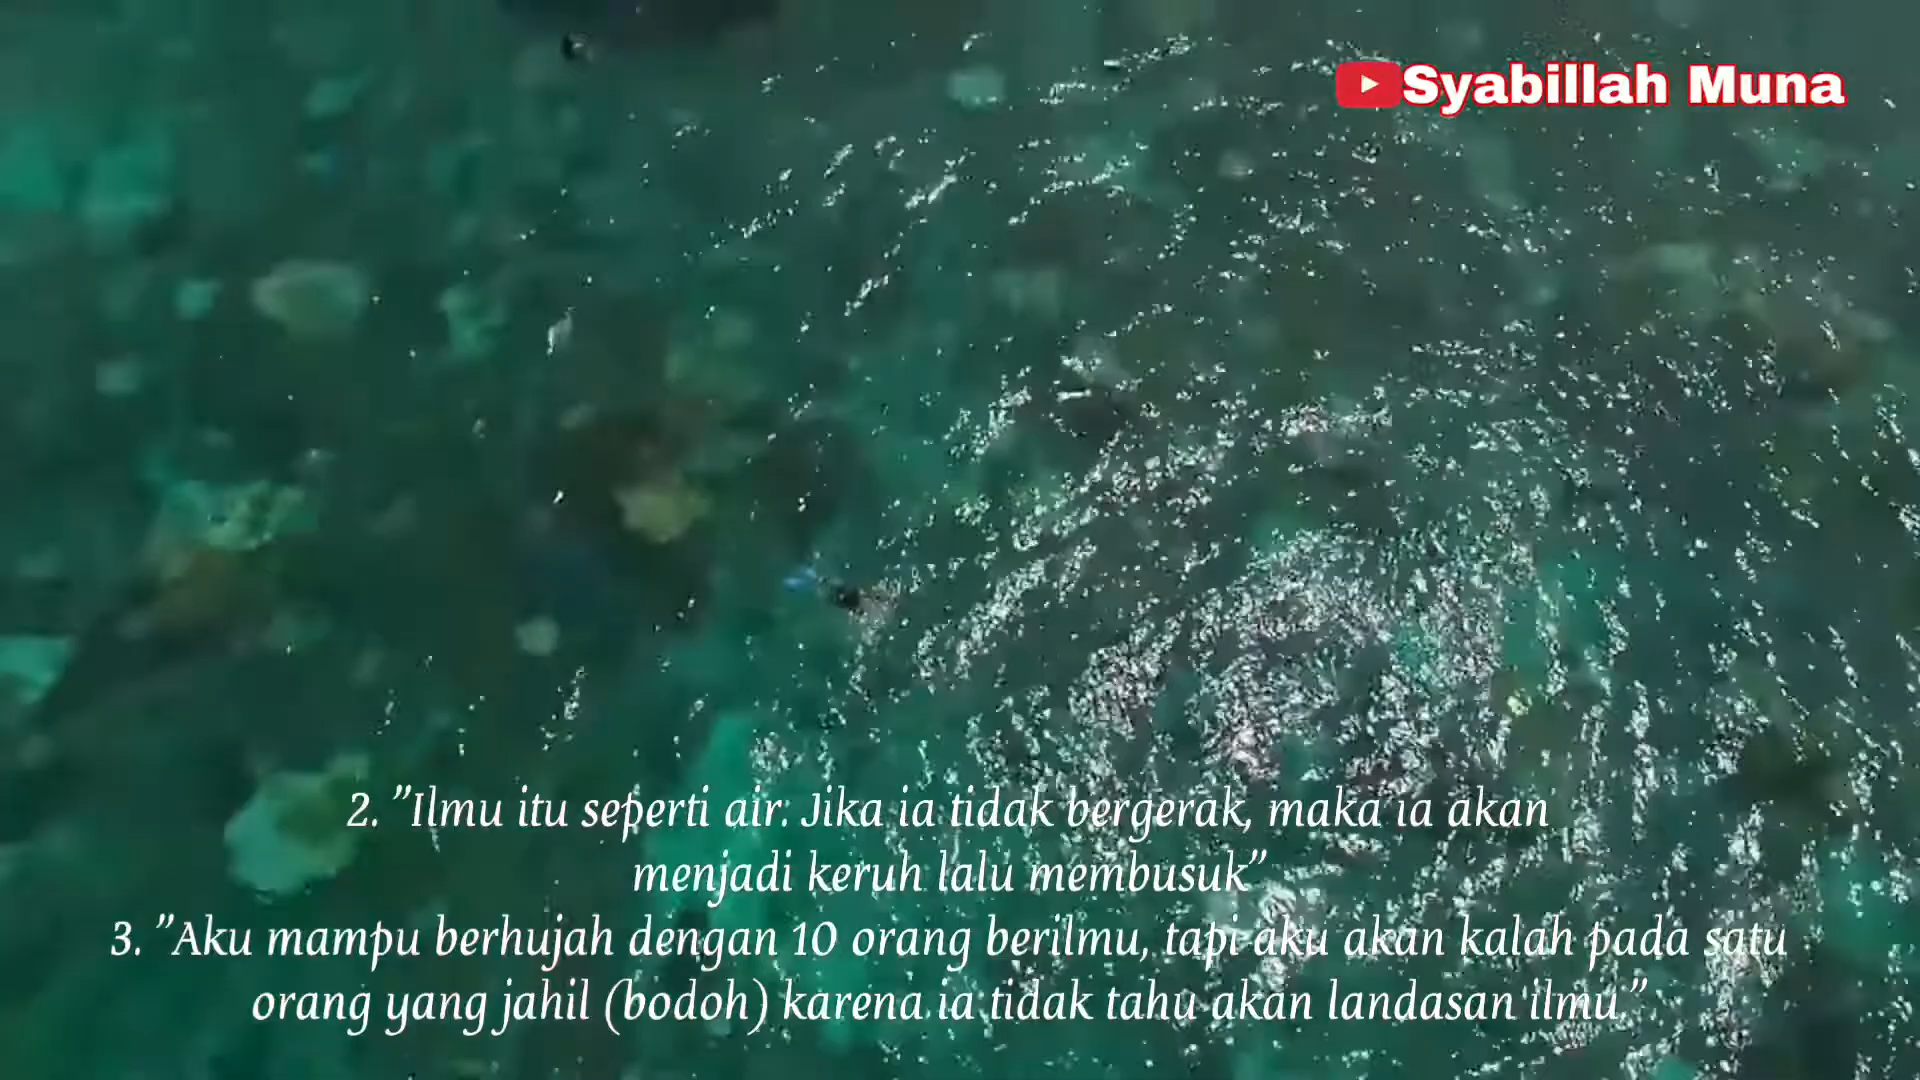 Syabillah Muna
2. "Ilmu itu seperti air. Jika ia tidak bergerak, maka ia akan
menjadi keruh lalu membusuk"
3. "Aku mampu berhujah dengan 10 orang berilmu, tapi aku akan kalah pada satu
orang yang jahil (bodoh) karena ia tidak tahu akan landasan ilmu."